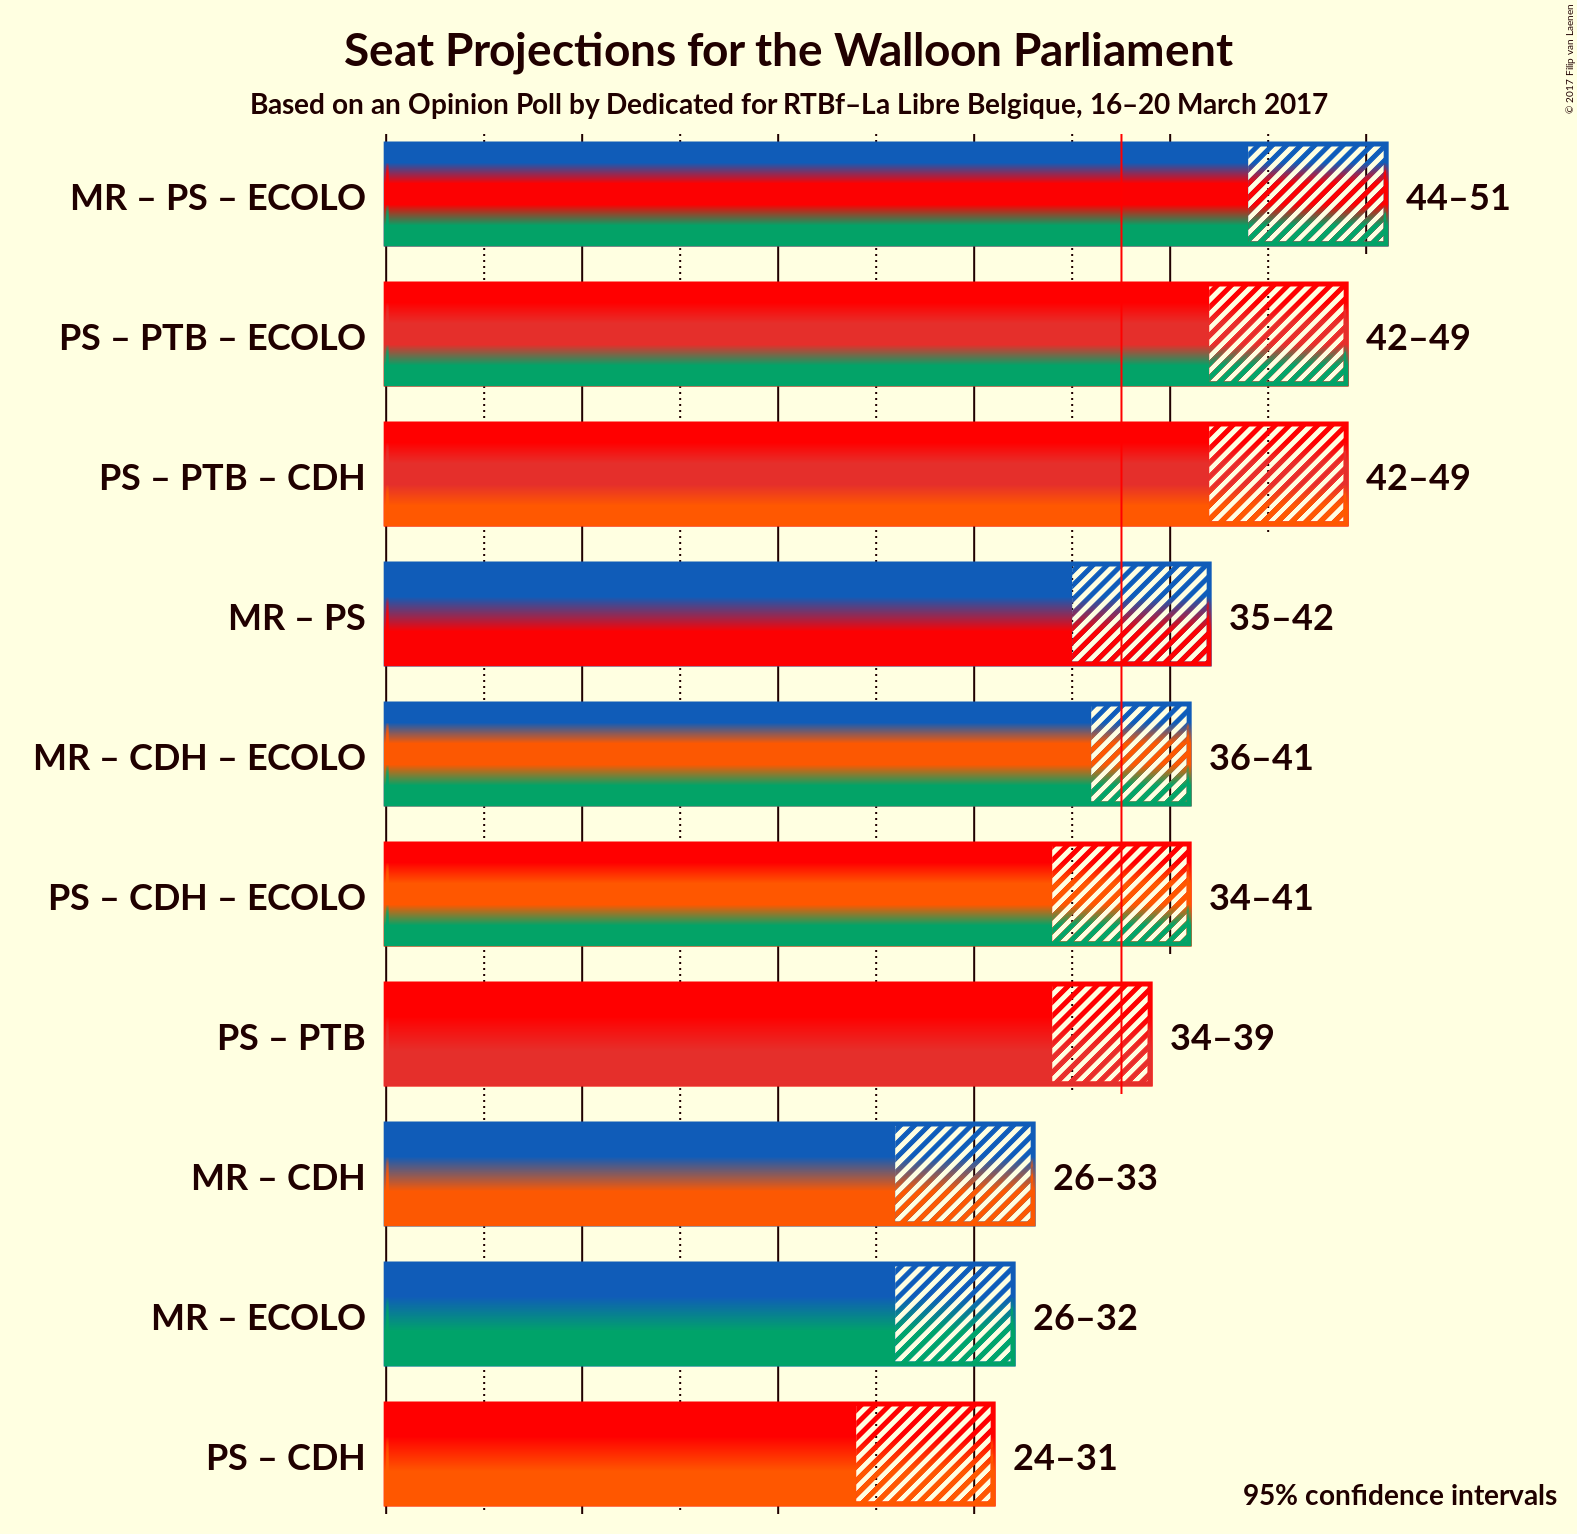 Seat Projections for the Walloon Parliament
Based on an Opinion Poll by Dedicated for RTBf–La Libre Belgique, 16–20 March 2017
© 2017 Filip van Laenen
MR – PS – ECOLO 44–51
PS – PTB – ECOLO 42–49
PS – PTB – CDH 42–49
MR – PS 35–42
MR – CDH – ECOLO 36–41
PS – CDH – ECOLO 34–41
PS – PTB 34–39
MR – CDH 26–33
MR – ECOLO 26–32
PS – CDH 24–31
95% confidence intervals